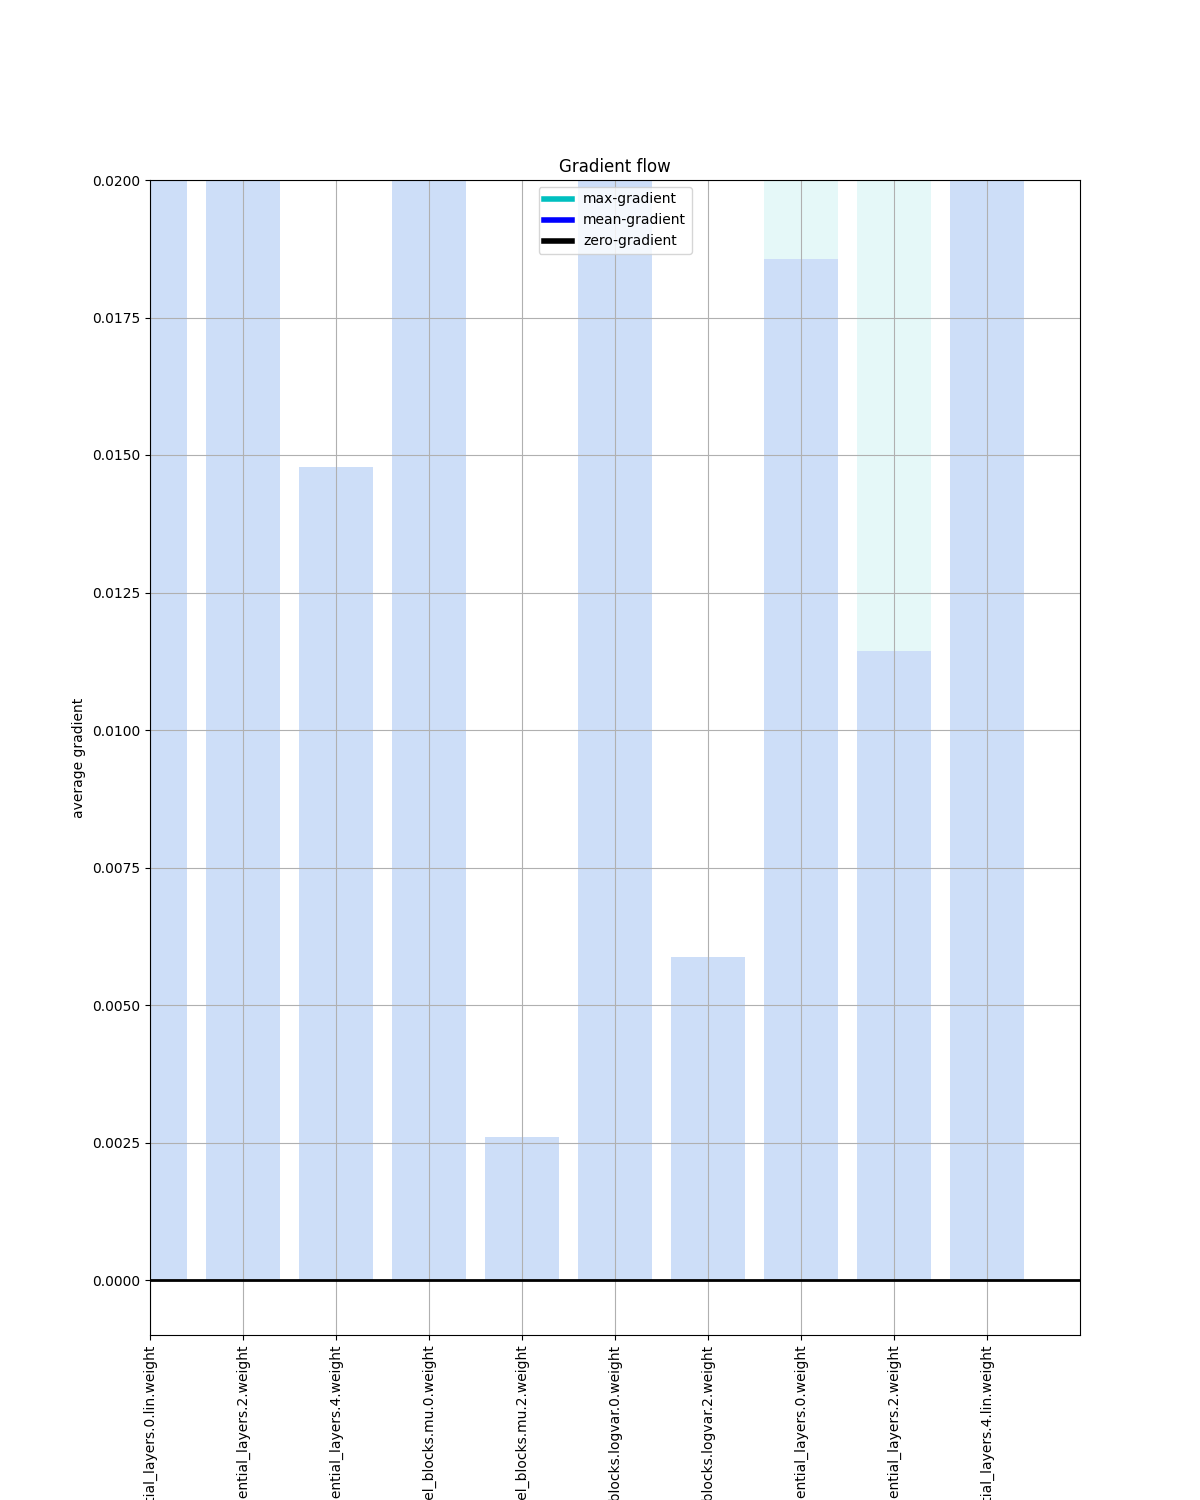 Gradient flow
max-gradient
mean-gradient
zero-gradient
0.0200
0.0175
0.0150
0.0125
0.0100
0.0075
0.0050
0.0025
0.0000
average gradient
tial_layers.0.lin.weight
ential_layers.2.weight
ential_layers.4.weight
el_blocks.mu.0.weight
el_blocks.mu.2.weight
blocks.logvar.0.weight
blocks.logvar.2.weight
ential_layers.0.weight
ential_layers.2.weight
tial_layers.4.lin.weight